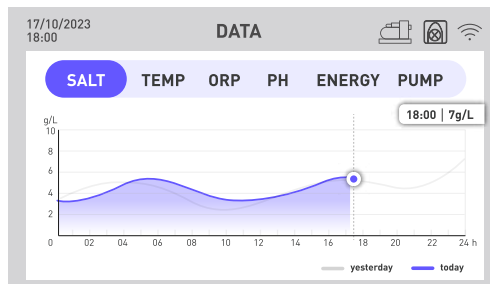 17/10/2023
18:00
DATA
SALT TEMP ORP PH ENERGY PUMP
18:00 | 7g/L
g/L
10
8
6
4
2
0 02 04 06 08 10 12 14 16 18 20 22 24 h
yesterday today